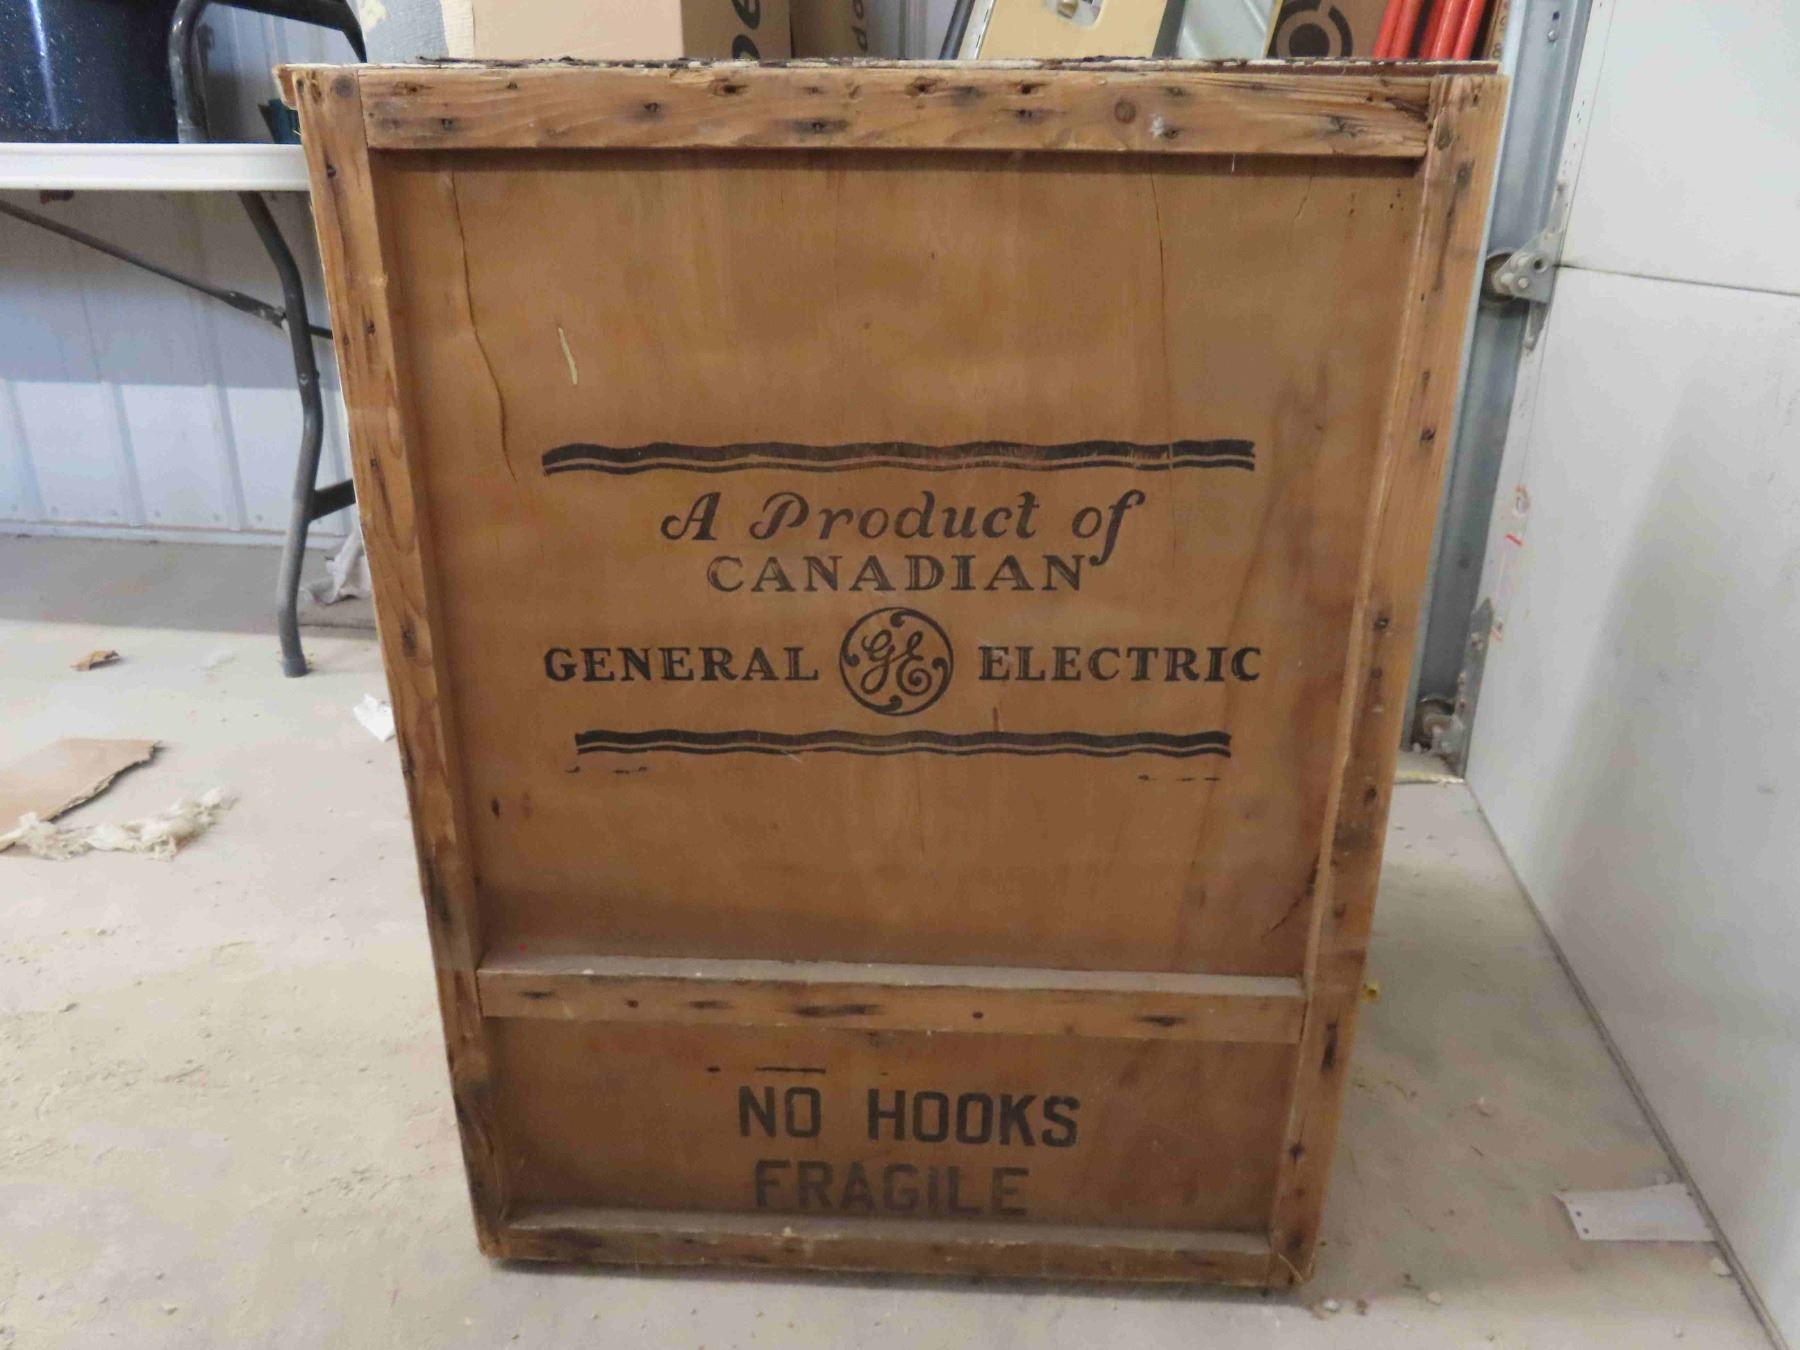 A Product of
CANADIAN
GENERAL GE ELECTRIC
NO HOOKS
FRAGILE